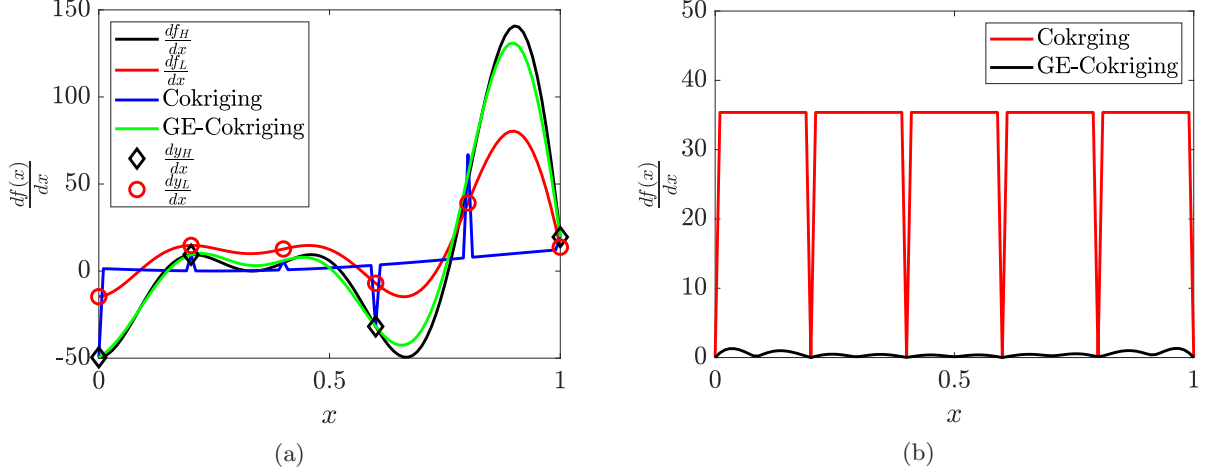 150
100
50
0
-50
0
0.5
1
df(x)/dx
x
df_H/dx
df_L/dx
Cokriging
GE-Cokriging
dy_H/dx
dy_L/dx
(a)
50
40
30
20
10
0
0
0.5
1
df(x)/dx
x
Cokrging
GE-Cokriging
(b)